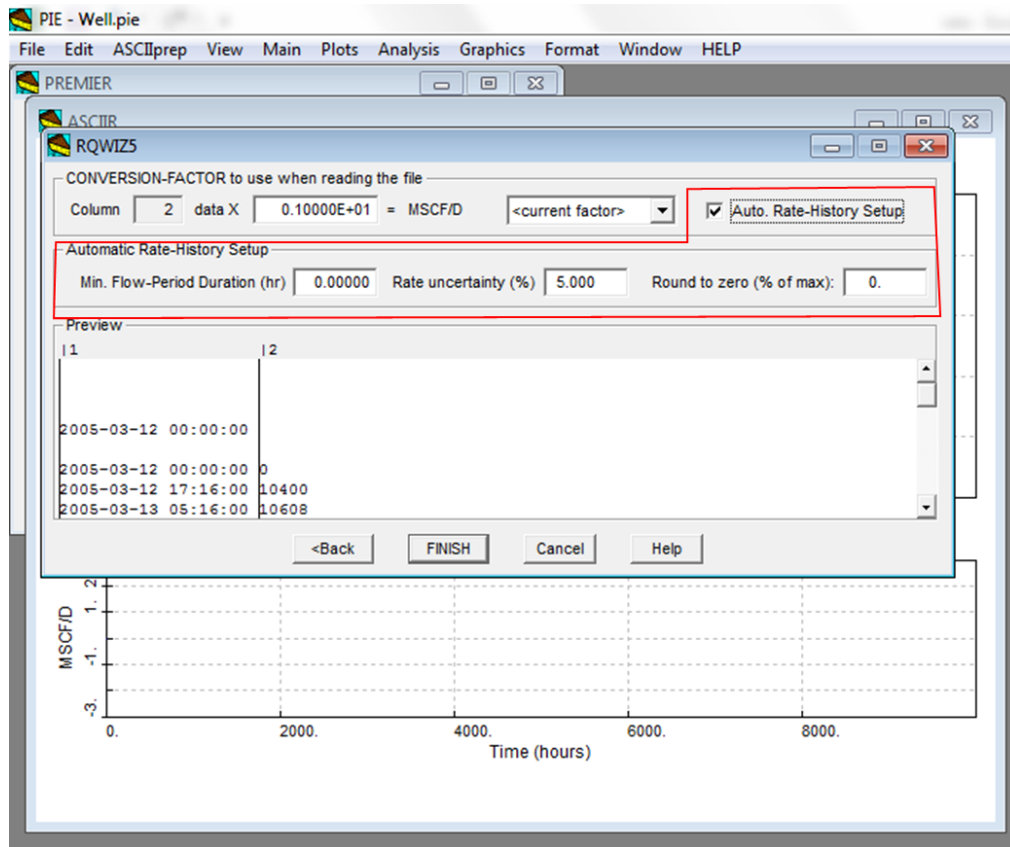 PIE - Well.pie
File Edit ASCIIprep View Main Plots Analysis Graphics Format Window HELP
PREMIER
ASCIIR
RQWIZ5
CONVERSION-FACTOR to use when reading the file
Column 2 data X 0.10000E+01 = MSCF/D <current factor> Auto. Rate-History Setup
Automatic Rate-History Setup
Min. Flow-Period Duration (hr) 0.00000 Rate uncertainty (%) 5.000 Round to zero (% of max): 0.
Preview
|1 |2
2005-03-12 00:00:00
2005-03-12 00:00:00 0
2005-03-12 17:16:00 10400
2005-03-13 05:16:00 10608
<Back FINISH Cancel Help
2
1.
MSCF/D
-1.
-3.
0. 2000. 4000. 6000. 8000.
Time (hours)